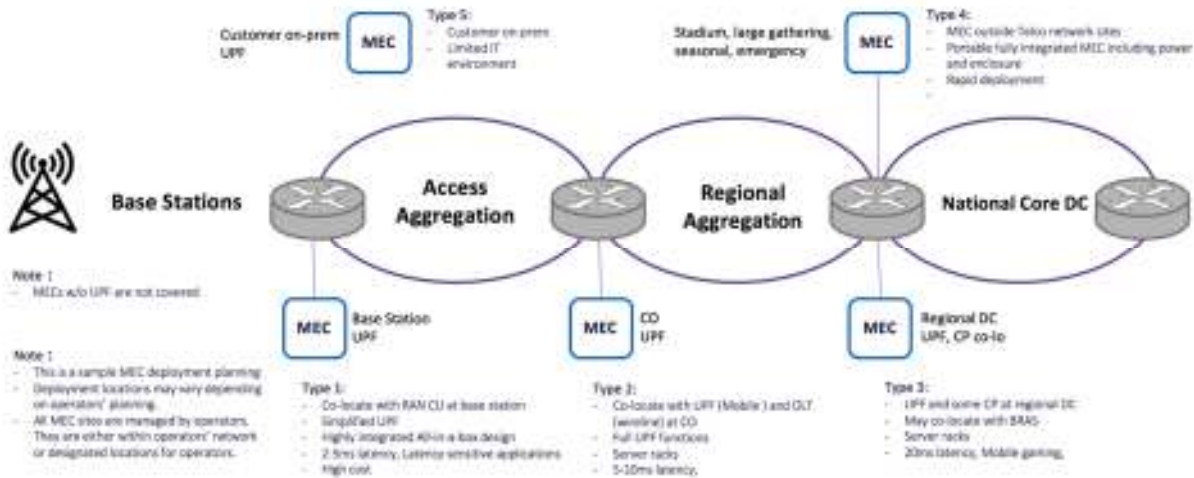 Customer on-prem
UPF
MEC
Type 5:
- Customer on prem
- Limited IT
environment
Stadium, large gathering,
seasonal, emergency
MEC
Type 4:
- MEC outside Telco network sites
- Portable fully integrated MEC including power
and enclosure
- Rapid deployment
-
Base Stations
Access
Aggregation
Regional
Aggregation
National Core DC
Note :
- MECs w/o UPF are not covered
MEC
Base Station
UPF
MEC
CO
UPF
MEC
Regional DC
UPF, CP co-lo
Note :
- This is a sample MEC deployment planning
- Deployment locations may vary depending
on operators' planning.
- All MEC sites are managed by operators.
They are either within operators' network
or designated locations for operators.
Type 1:
- Co-locate with RAN CU at base station
- Simplified UPF
- Highly integrated All-in-a-box design
- 2.5ms latency, Latency sensitive applications
- High cost
Type 2:
- Co-locate with UPF (Mobile ) and OLT
(wireline) at CO
- Full UPF functions
- Server racks
- 5-10ms latency,
Type 3:
- UPF and some CP at regional DC
- May co-locate with BRAS
- Server racks
- 20ms latency, Mobile gaming,